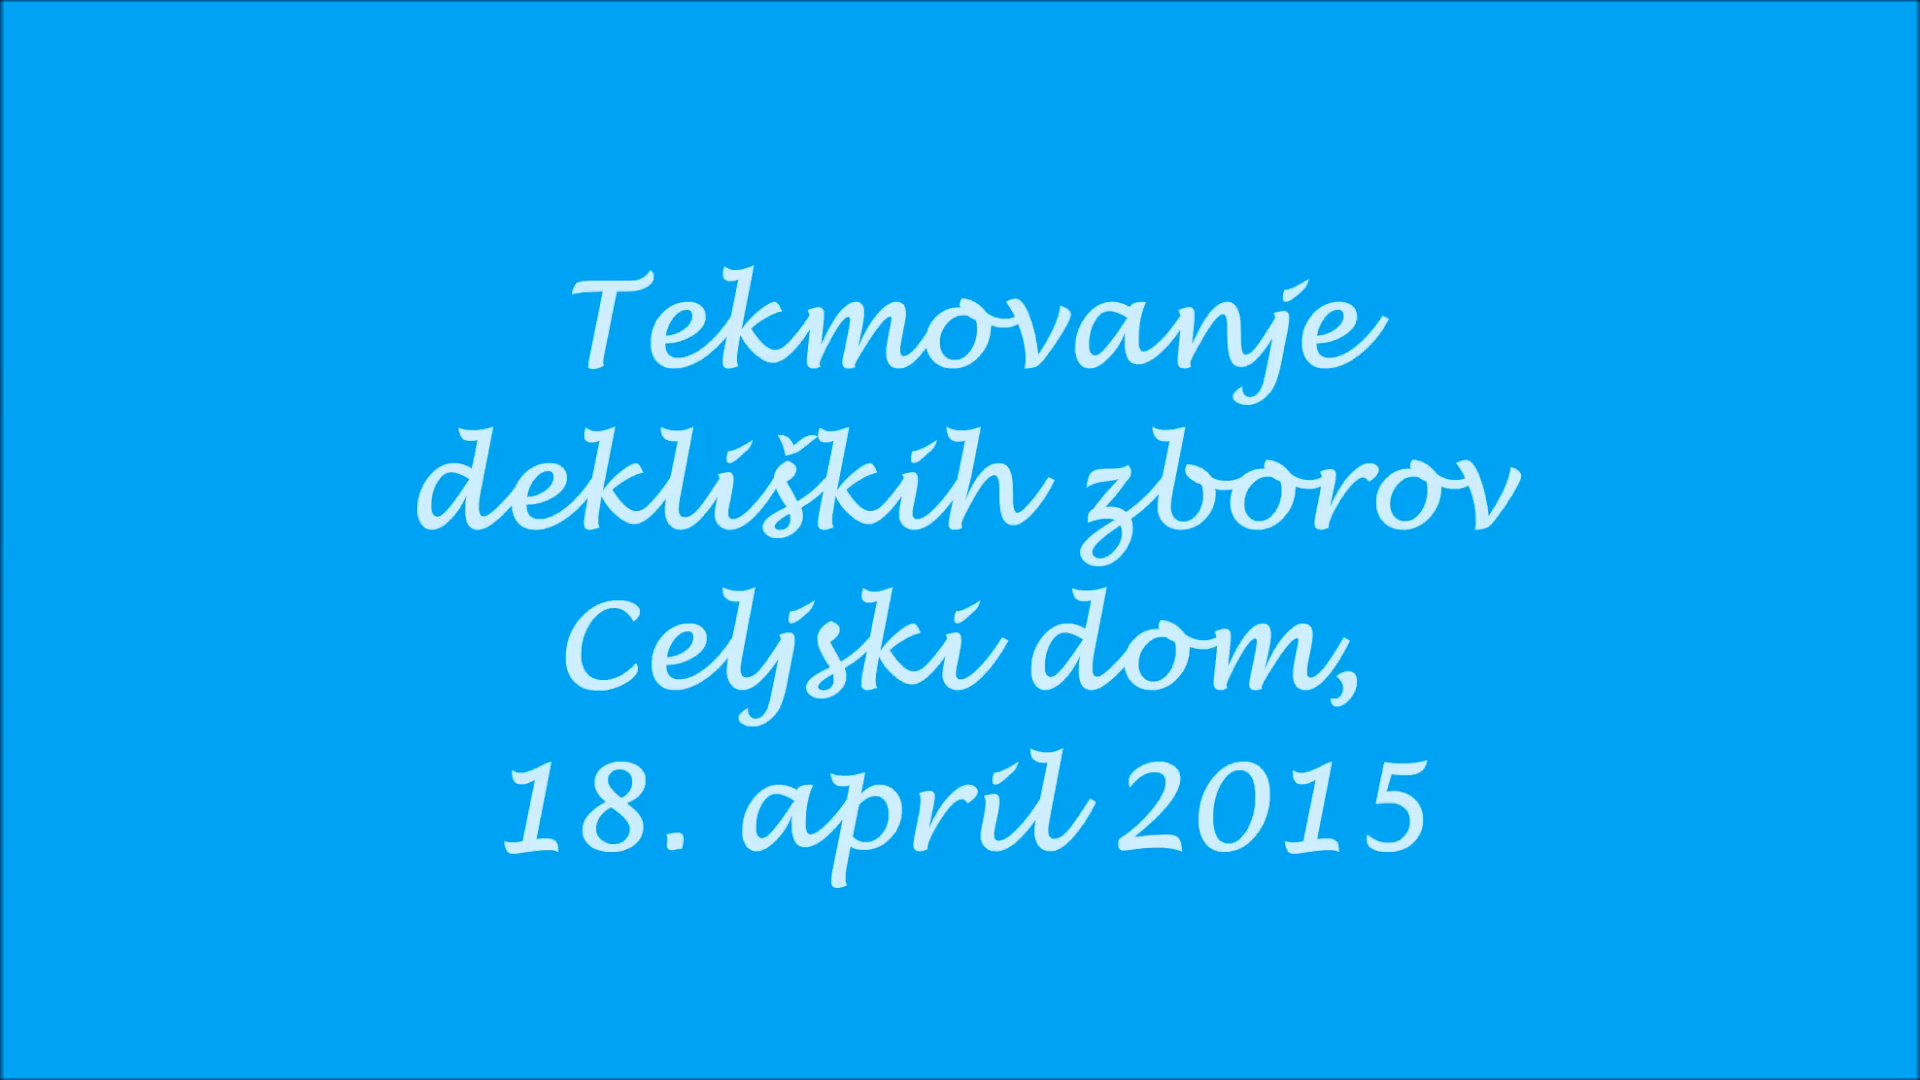 Tekmovanje
dekliških zborov
Celjski dom,
18. april 2015